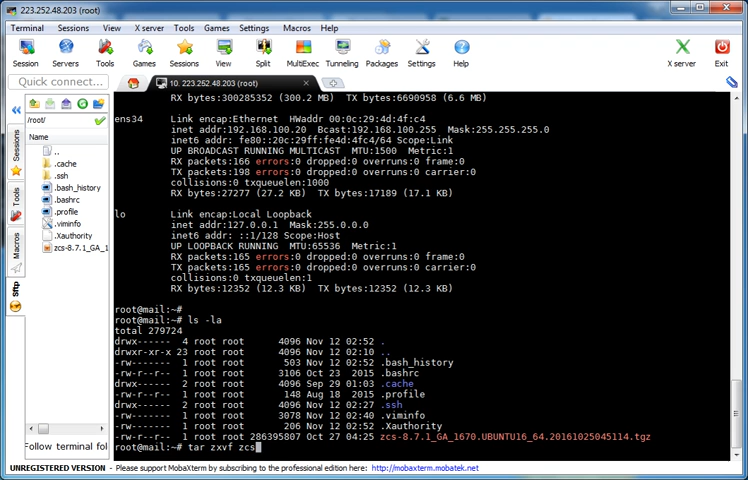 223.252.48.203 (root)
Terminal Sessions View X server Tools Games Settings Macros Help
Session Servers Tools Games Sessions View Split MultiExec Tunneling Packages Settings Help X server Exit
Quick connect... 10. 223.252.48.203 (root)
/root/
Name
..
.cache
.ssh
.bash_history
.bashrc
.profile
.viminfo
.Xauthority
zcs-8.7.1_GA_1
Sessions
Tools
Macros
Sftp
Follow terminal fol
RX bytes:300285352 (300.2 MB) TX bytes:6690958 (6.6 MB)
ens34 Link encap:Ethernet HWaddr 00:0c:29:4d:4f:c4
inet addr:192.168.100.20 Bcast:192.168.100.255 Mask:255.255.255.0
inet6 addr: fe80::20c:29ff:fe4d:4fc4/64 Scope:Link
UP BROADCAST RUNNING MULTICAST MTU:1500 Metric:1
RX packets:166 errors:0 dropped:0 overruns:0 frame:0
TX packets:198 errors:0 dropped:0 overruns:0 carrier:0
collisions:0 txqueuelen:1000
RX bytes:27277 (27.2 KB) TX bytes:17189 (17.1 KB)
lo Link encap:Local Loopback
inet addr:127.0.0.1 Mask:255.0.0.0
inet6 addr: ::1/128 Scope:Host
UP LOOPBACK RUNNING MTU:65536 Metric:1
RX packets:165 errors:0 dropped:0 overruns:0 frame:0
TX packets:165 errors:0 dropped:0 overruns:0 carrier:0
collisions:0 txqueuelen:1
RX bytes:12352 (12.3 KB) TX bytes:12352 (12.3 KB)
root@mail:~#
root@mail:~# ls -la
total 279724
drwx------ 4 root root 4096 Nov 12 02:52 .
drwxr-xr-x 23 root root 4096 Nov 12 02:10 ..
-rw------- 1 root root 503 Nov 12 02:52 .bash_history
-rw-r--r-- 1 root root 3106 Oct 23 2015 .bashrc
drwx------ 2 root root 4096 Sep 29 01:03 .cache
-rw-r--r-- 1 root root 148 Aug 18 2015 .profile
drwx------ 2 root root 4096 Nov 12 02:27 .ssh
-rw------- 1 root root 3078 Nov 12 02:40 .viminfo
-rw------- 1 root root 206 Nov 12 02:52 .Xauthority
-rw-r--r-- 1 root root 286395807 Oct 27 04:25 zcs-8.7.1_GA_1670.UBUNTU16_64.20161025045114.tgz
root@mail:~# tar zxvf zcs
UNREGISTERED VERSION - Please support MobaXterm by subscribing to the professional edition here: http://mobaxterm.mobatek.net